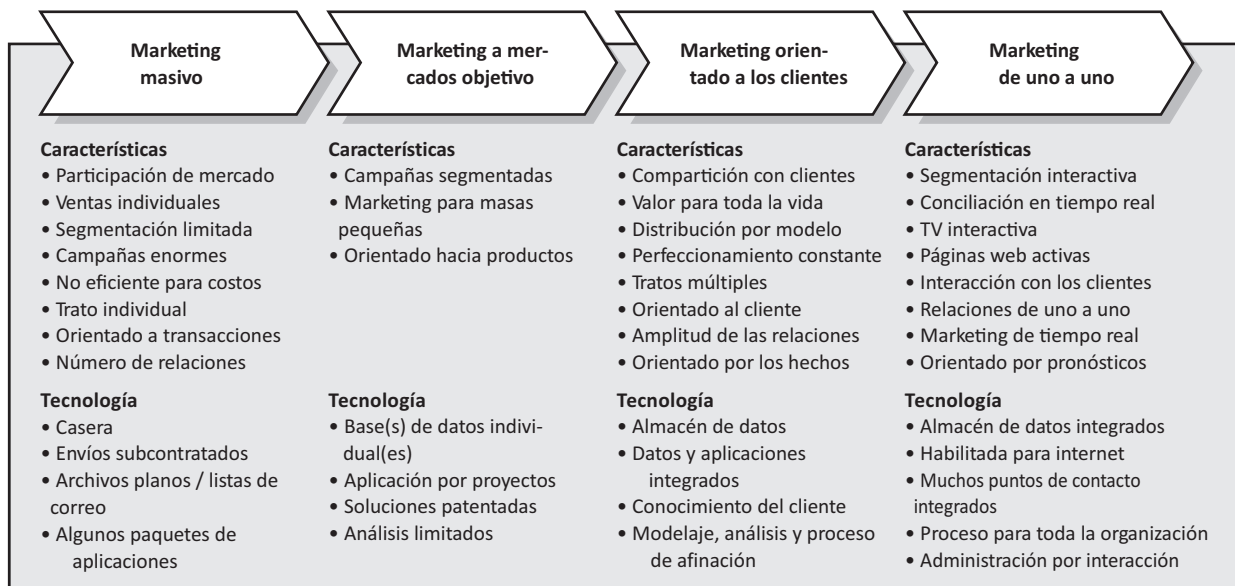 Marketing
masivo
Características
• Participación de mercado
• Ventas individuales
• Segmentación limitada
• Campañas enormes
• No eficiente para costos
• Trato individual
• Orientado a transacciones
• Número de relaciones
Tecnología
• Casera
• Envíos subcontratados
• Archivos planos / listas de
correo
• Algunos paquetes de
aplicaciones
Marketing a mer-
cados objetivo
Características
• Campañas segmentadas
• Marketing para masas
pequeñas
• Orientado hacia productos
Tecnología
• Base(s) de datos indivi-
dual(es)
• Aplicación por proyectos
• Soluciones patentadas
• Análisis limitados
Marketing orien-
tado a los clientes
Características
• Compartición con clientes
• Valor para toda la vida
• Distribución por modelo
• Perfeccionamiento constante
• Tratos múltiples
• Orientado al cliente
• Amplitud de las relaciones
• Orientado por los hechos
Tecnología
• Almacén de datos
• Datos y aplicaciones
integrados
• Conocimiento del cliente
• Modelaje, análisis y proceso
de afinación
Marketing
de uno a uno
Características
• Segmentación interactiva
• Conciliación en tiempo real
• TV interactiva
• Páginas web activas
• Interacción con los clientes
• Relaciones de uno a uno
• Marketing de tiempo real
• Orientado por pronósticos
Tecnología
• Almacén de datos integrados
• Habilitada para internet
• Muchos puntos de contacto
integrados
• Proceso para toda la organización
• Administración por interacción